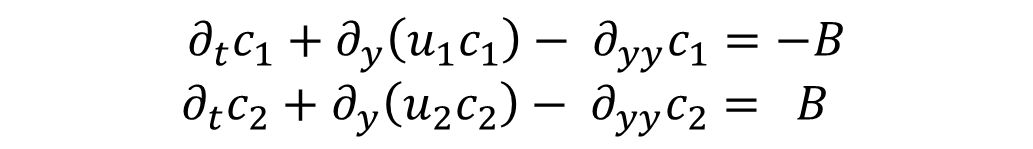 ∂ₜc₁ + ∂ᵧ(u₁c₁) − ∂ᵧᵧc₁ = −B
∂ₜc₂ + ∂ᵧ(u₂c₂) − ∂ᵧᵧc₂ = B